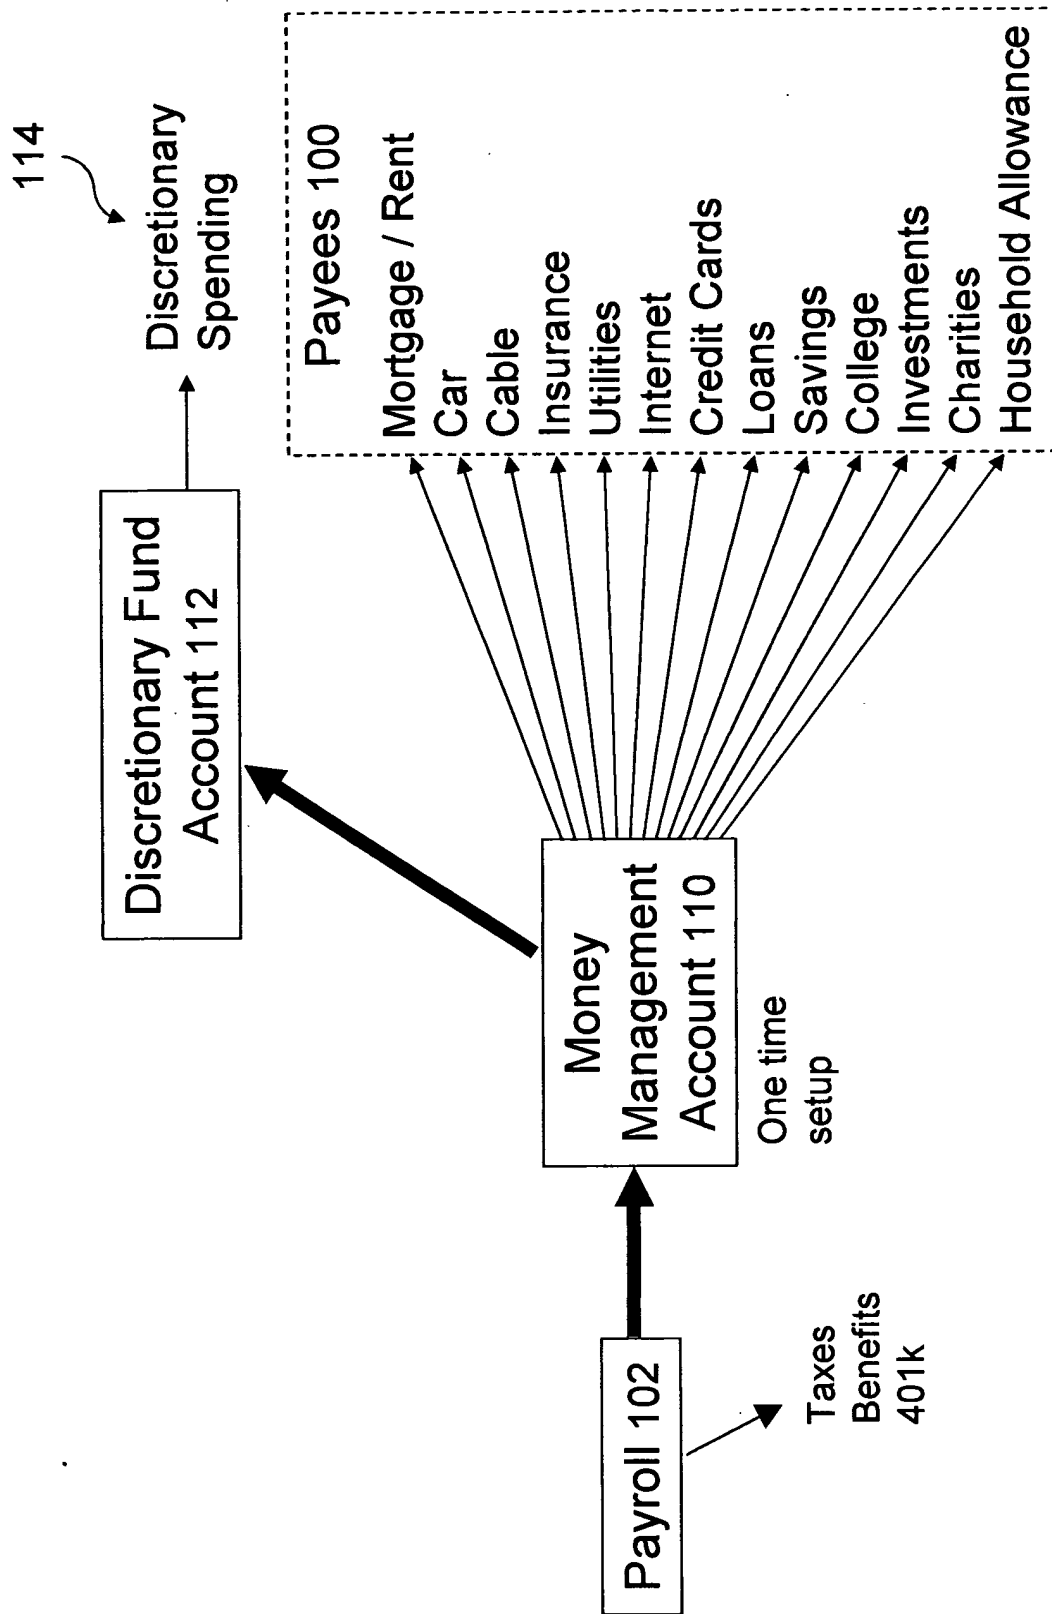 114
Discretionary
Spending
Discretionary Fund
Account 112
Payees 100
Mortgage / Rent
Car
Cable
Insurance
Utilities
Internet
Credit Cards
Loans
Savings
College
Investments
Charities
Household Allowance
Money
Management
Account 110
One time
setup
Payroll 102
Taxes
Benefits
401k